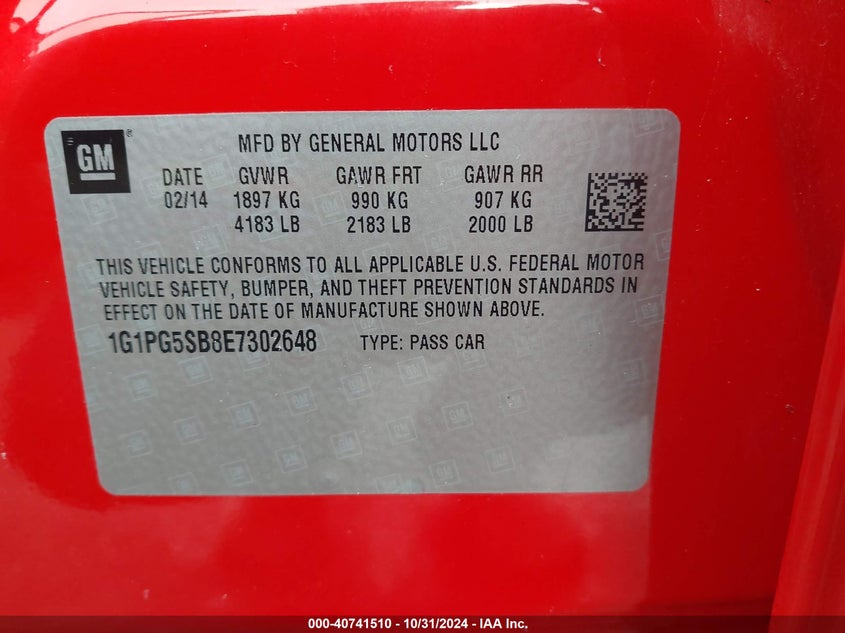 GM ®
MFD BY GENERAL MOTORS LLC
DATE GVWR GAWR FRT GAWR RR
02/14 1897 KG 990 KG 907 KG
4183 LB 2183 LB 2000 LB
THIS VEHICLE CONFORMS TO ALL APPLICABLE U.S. FEDERAL MOTOR
VEHICLE SAFETY, BUMPER, AND THEFT PREVENTION STANDARDS IN
EFFECT ON THE DATE OF MANUFACTURE SHOWN ABOVE.
1G1PG5SB8E7302648 TYPE: PASS CAR
000-40741510 - 10/31/2024 - IAA Inc.